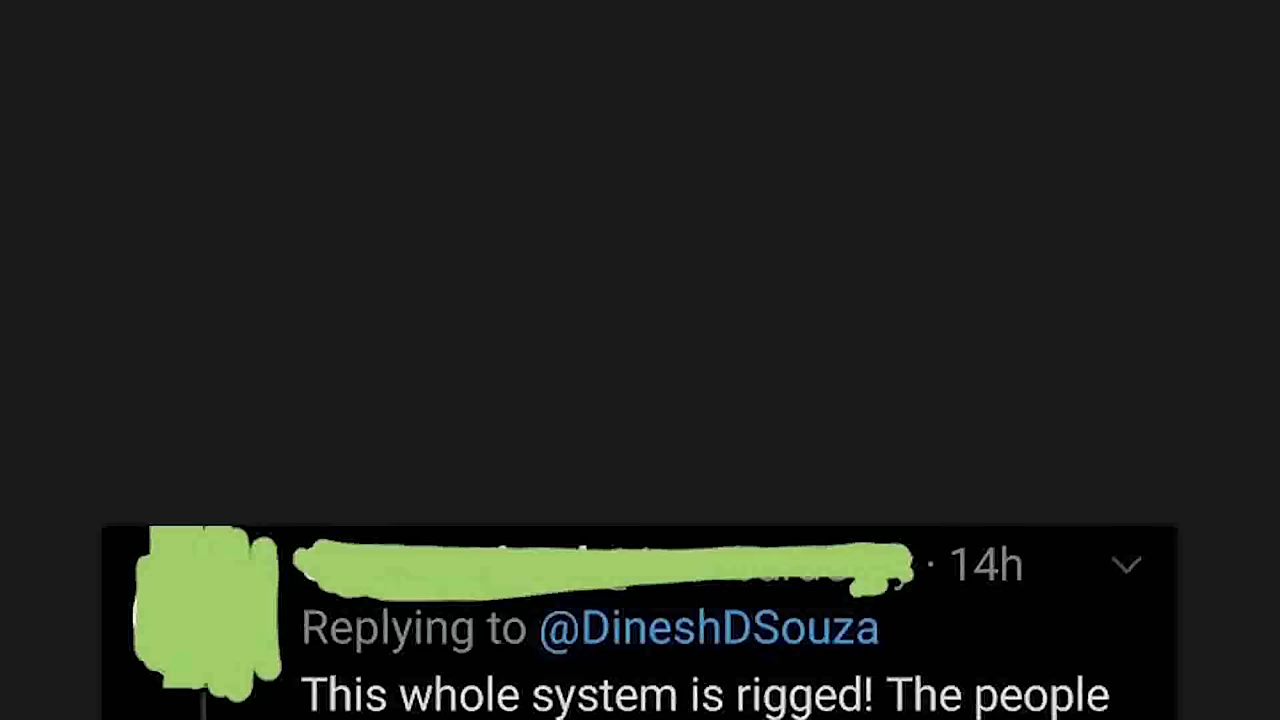 · 14h
Replying to @DineshDSouza
This whole system is rigged! The people